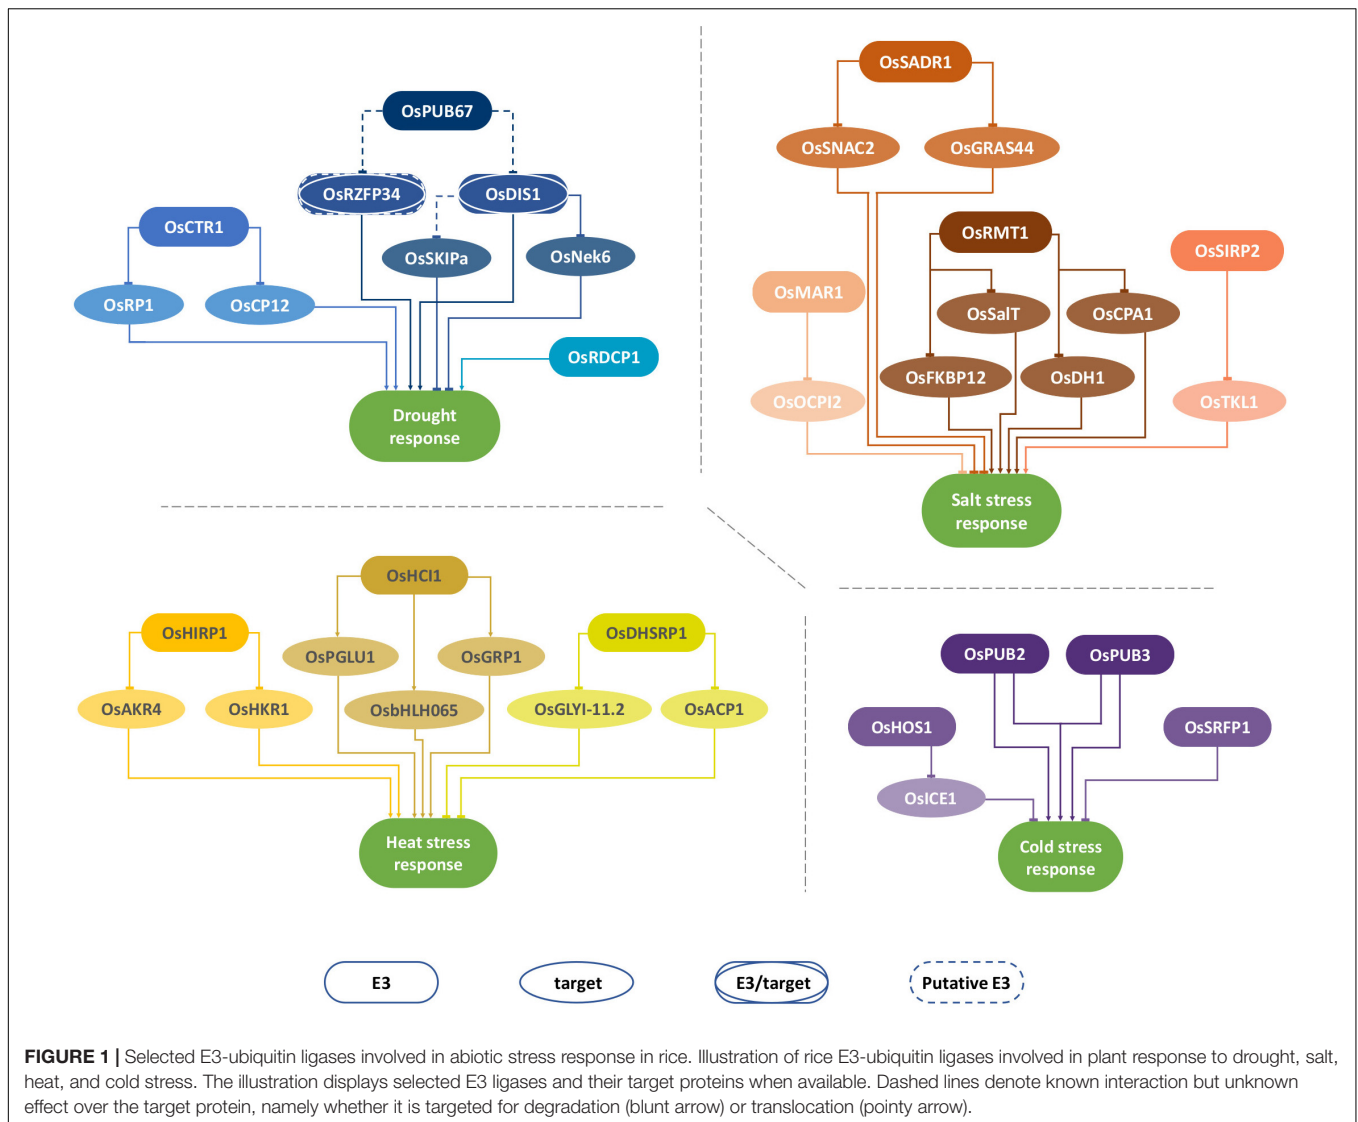 OsPUB67
OsRZFP34
OsDIS1
OsCTR1
OsSKIPa
OsNek6
OsRP1
OsCP12
OsRDCP1
Drought
response
OsSADR1
OsSNAC2
OsGRAS44
OsRMT1
OsSIRP2
OsMAR1
OsSalT
OsCPA1
OsFKBP12
OsDH1
OsOCPI2
OsTKL1
Salt stress
response
OsHCI1
OsHIRP1
OsDHSRP1
OsPGLU1
OsGRP1
OsAKR4
OsHKR1
OsbHLH065
OsGLYI-11.2
OsACP1
Heat stress
response
OsPUB2
OsPUB3
OsHOS1
OsSRFP1
OsICE1
Cold stress
response
E3
target
E3/target
Putative E3
FIGURE 1 | Selected E3-ubiquitin ligases involved in abiotic stress response in rice. Illustration of rice E3-ubiquitin ligases involved in plant response to drought, salt,
heat, and cold stress. The illustration displays selected E3 ligases and their target proteins when available. Dashed lines denote known interaction but unknown
effect over the target protein, namely whether it is targeted for degradation (blunt arrow) or translocation (pointy arrow).